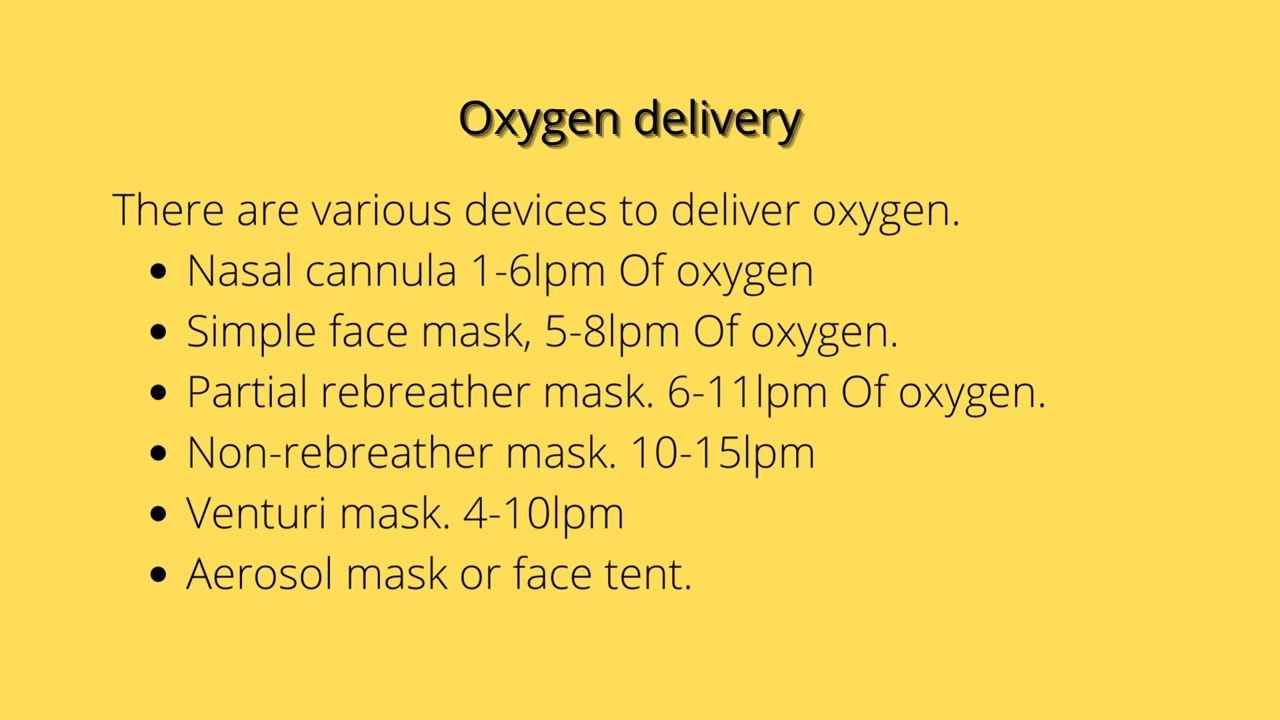 Oxygen delivery
There are various devices to deliver oxygen.
• Nasal cannula 1-6lpm Of oxygen
• Simple face mask, 5-8lpm Of oxygen.
• Partial rebreather mask. 6-11lpm Of oxygen.
• Non-rebreather mask. 10-15lpm
• Venturi mask. 4-10lpm
• Aerosol mask or face tent.